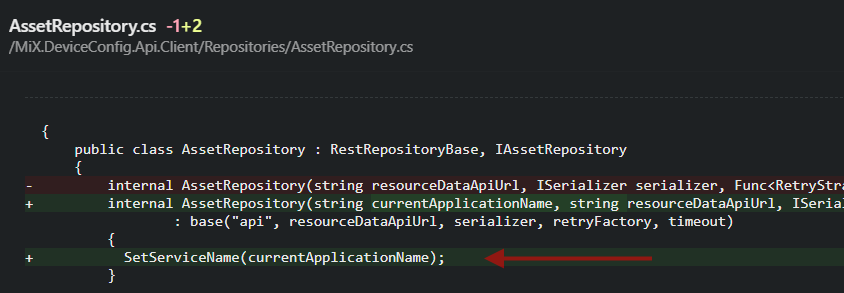 AssetRepository.cs -1+2
/MiX.DeviceConfig.Api.Client/Repositories/AssetRepository.cs
{
public class AssetRepository : RestRepositoryBase, IAssetRepository
{
- internal AssetRepository(string resourceDataApiUrl, ISerializer serializer, Func<RetryStra
+ internal AssetRepository(string currentApplicationName, string resourceDataApiUrl, ISerial
: base("api", resourceDataApiUrl, serializer, retryFactory, timeout)
{
+ SetServiceName(currentApplicationName);
}